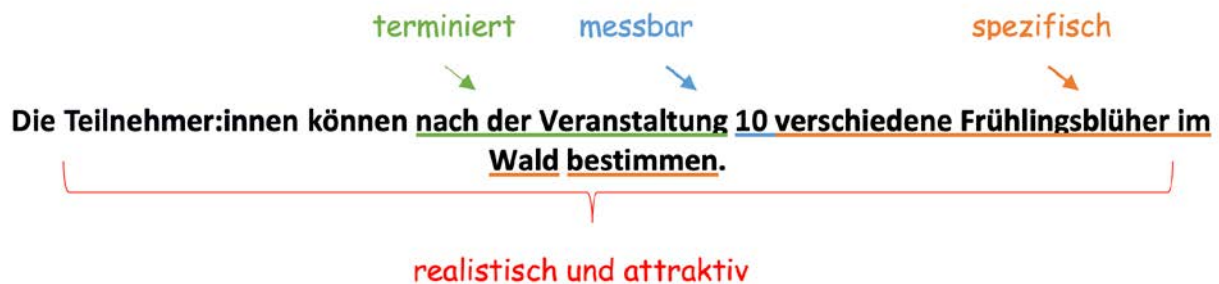 terminiert messbar spezifisch
Die Teilnehmer:innen können nach der Veranstaltung 10 verschiedene Frühlingsblüher im
Wald bestimmen.
realistisch und attraktiv